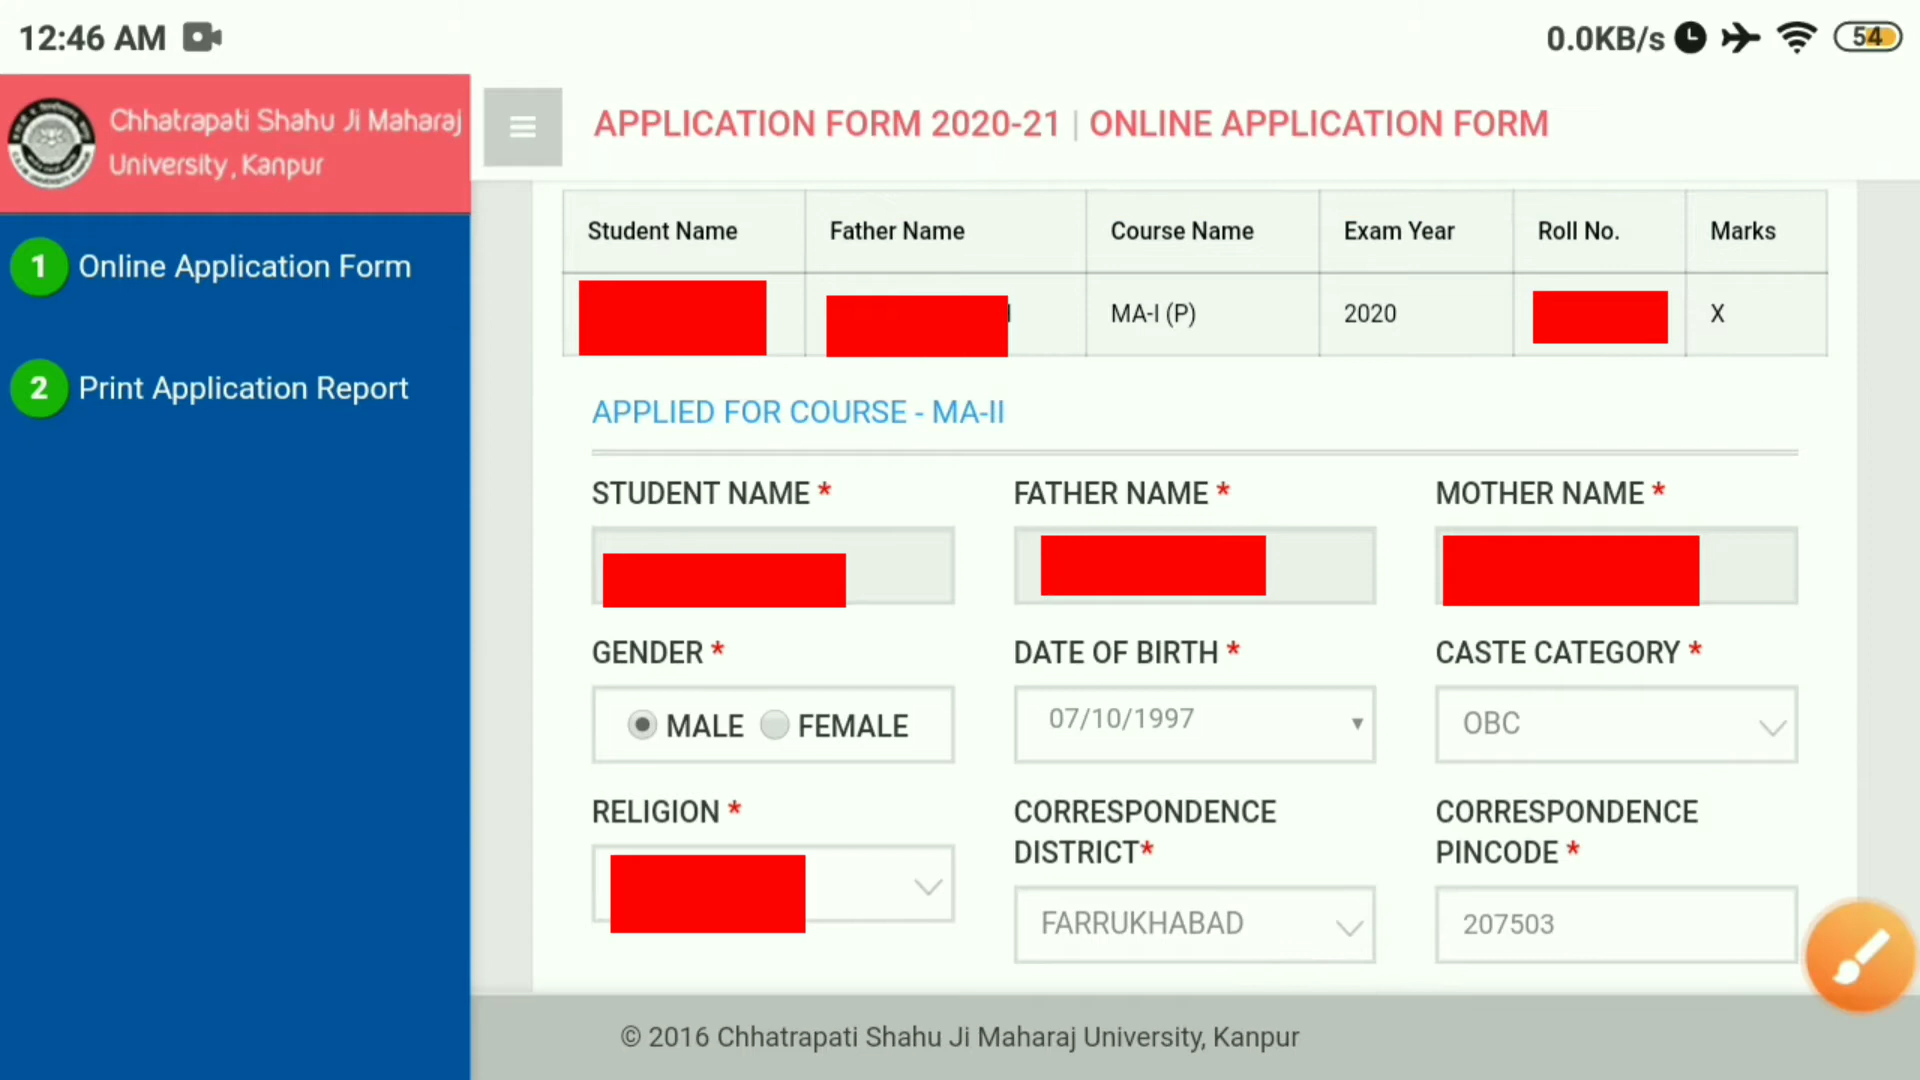 12:46 AM
0.0KB/s
54
Chhatrapati Shahu Ji Maharaj
University, Kanpur
APPLICATION FORM 2020-21 | ONLINE APPLICATION FORM
1 Online Application Form
2 Print Application Report
Student Name Father Name Course Name Exam Year Roll No. Marks
MA-I (P) 2020 X
APPLIED FOR COURSE - MA-II
STUDENT NAME * FATHER NAME * MOTHER NAME *
GENDER * DATE OF BIRTH * CASTE CATEGORY *
MALE FEMALE 07/10/1997 OBC
RELIGION * CORRESPONDENCE DISTRICT* CORRESPONDENCE PINCODE *
FARRUKHABAD 207503
© 2016 Chhatrapati Shahu Ji Maharaj University, Kanpur